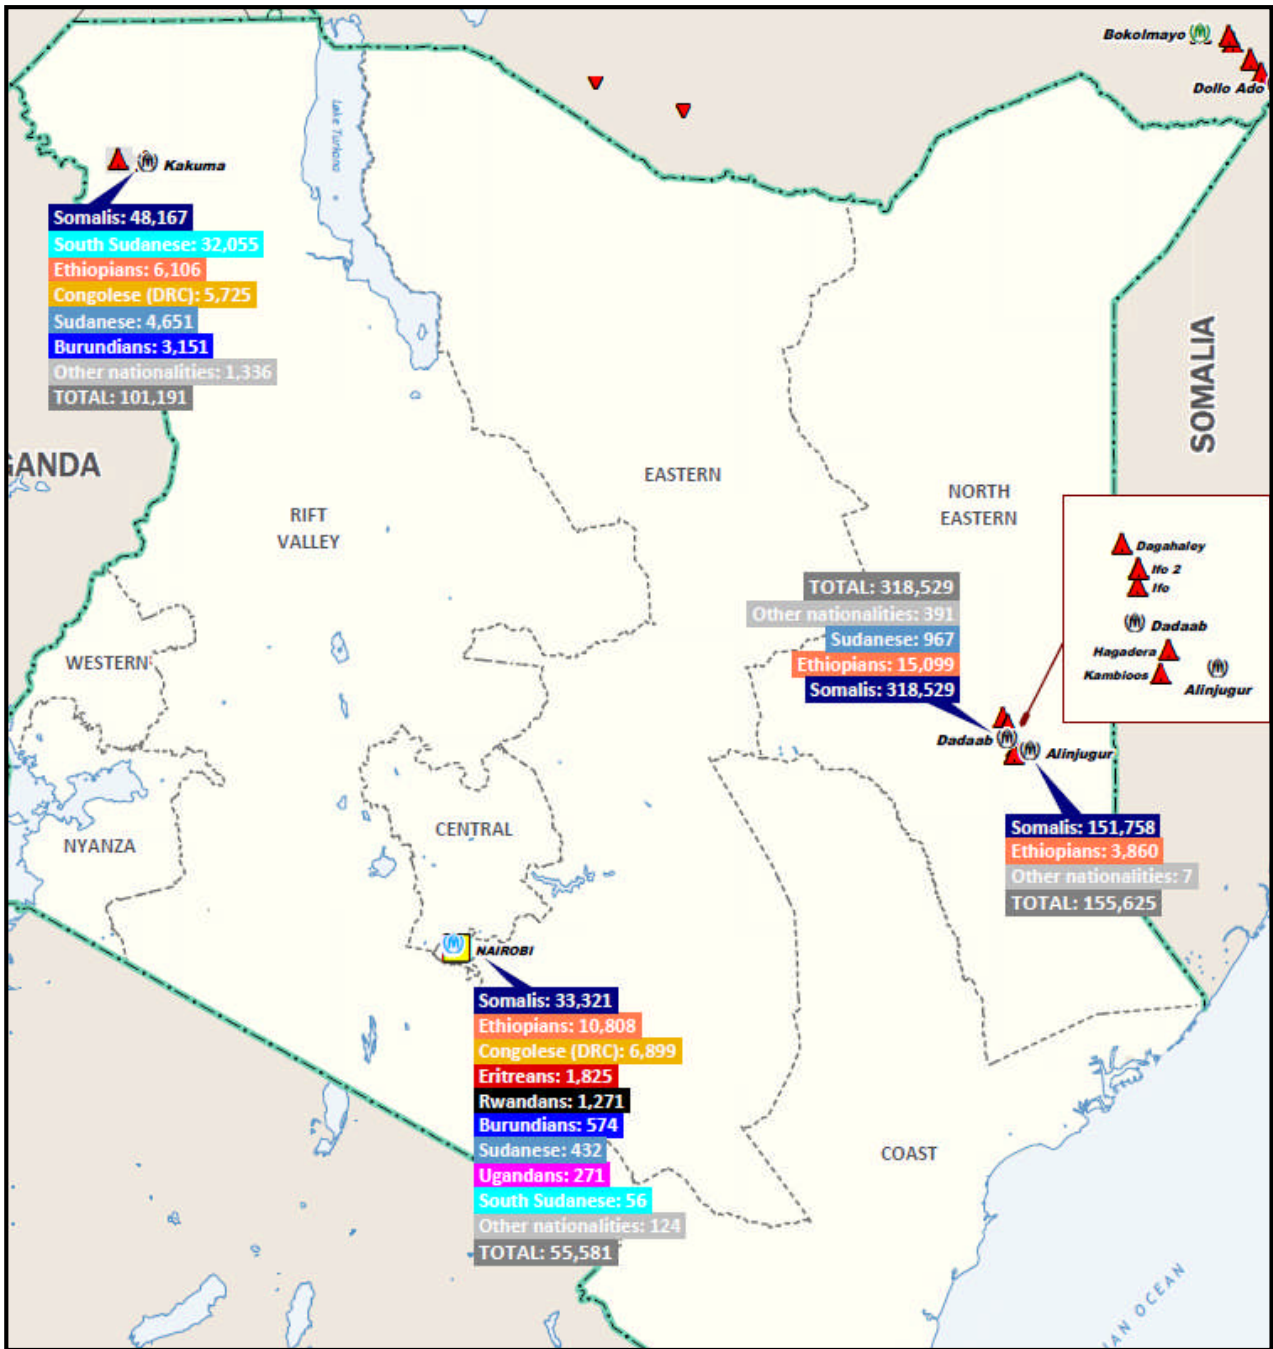 Bokolmayo
Dollo Ado
Lake Turkana
Kakuma
Somalis: 48,167
South Sudanese: 32,055
Ethiopians: 6,106
Congolese (DRC): 5,725
Sudanese: 4,651
Burundians: 3,151
Other nationalities: 1,336
TOTAL: 101,191
GANDA
SOMALIA
EASTERN
NORTH
EASTERN
RIFT
VALLEY
Dagahaley
Ifo 2
Ifo
Dadaab
Hagadera
Kambioos
Alinjugur
TOTAL: 318,529
Other nationalities: 391
Sudanese: 967
Ethiopians: 15,099
Somalis: 318,529
WESTERN
Dadaab
Alinjugur
Somalis: 151,758
Ethiopians: 3,860
Other nationalities: 7
TOTAL: 155,625
CENTRAL
NYANZA
NAIROBI
Somalis: 33,321
Ethiopians: 10,808
Congolese (DRC): 6,899
Eritreans: 1,825
Rwandans: 1,271
Burundians: 574
Sudanese: 432
Ugandans: 271
South Sudanese: 56
Other nationalities: 124
TOTAL: 55,581
COAST
IAN OCEAN